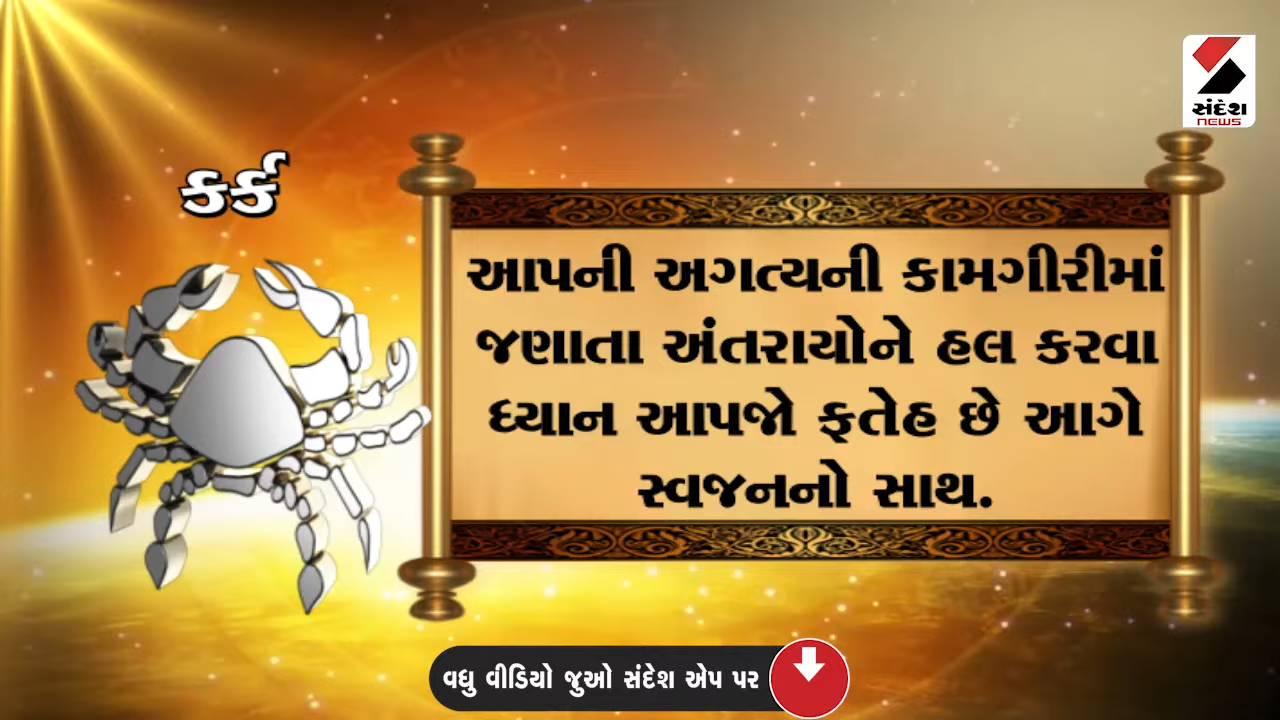 સંદેશ
NEWS
કર્ક
આપની અગત્યની કામગીરીમાં
જણાતા અંતરાયોને હલ કરવા
ધ્યાન આપજો ફતેહ છે આગે
સ્વજનનો સાથ.
વધુ વીડિયો જુઓ સંદેશ એપ પર